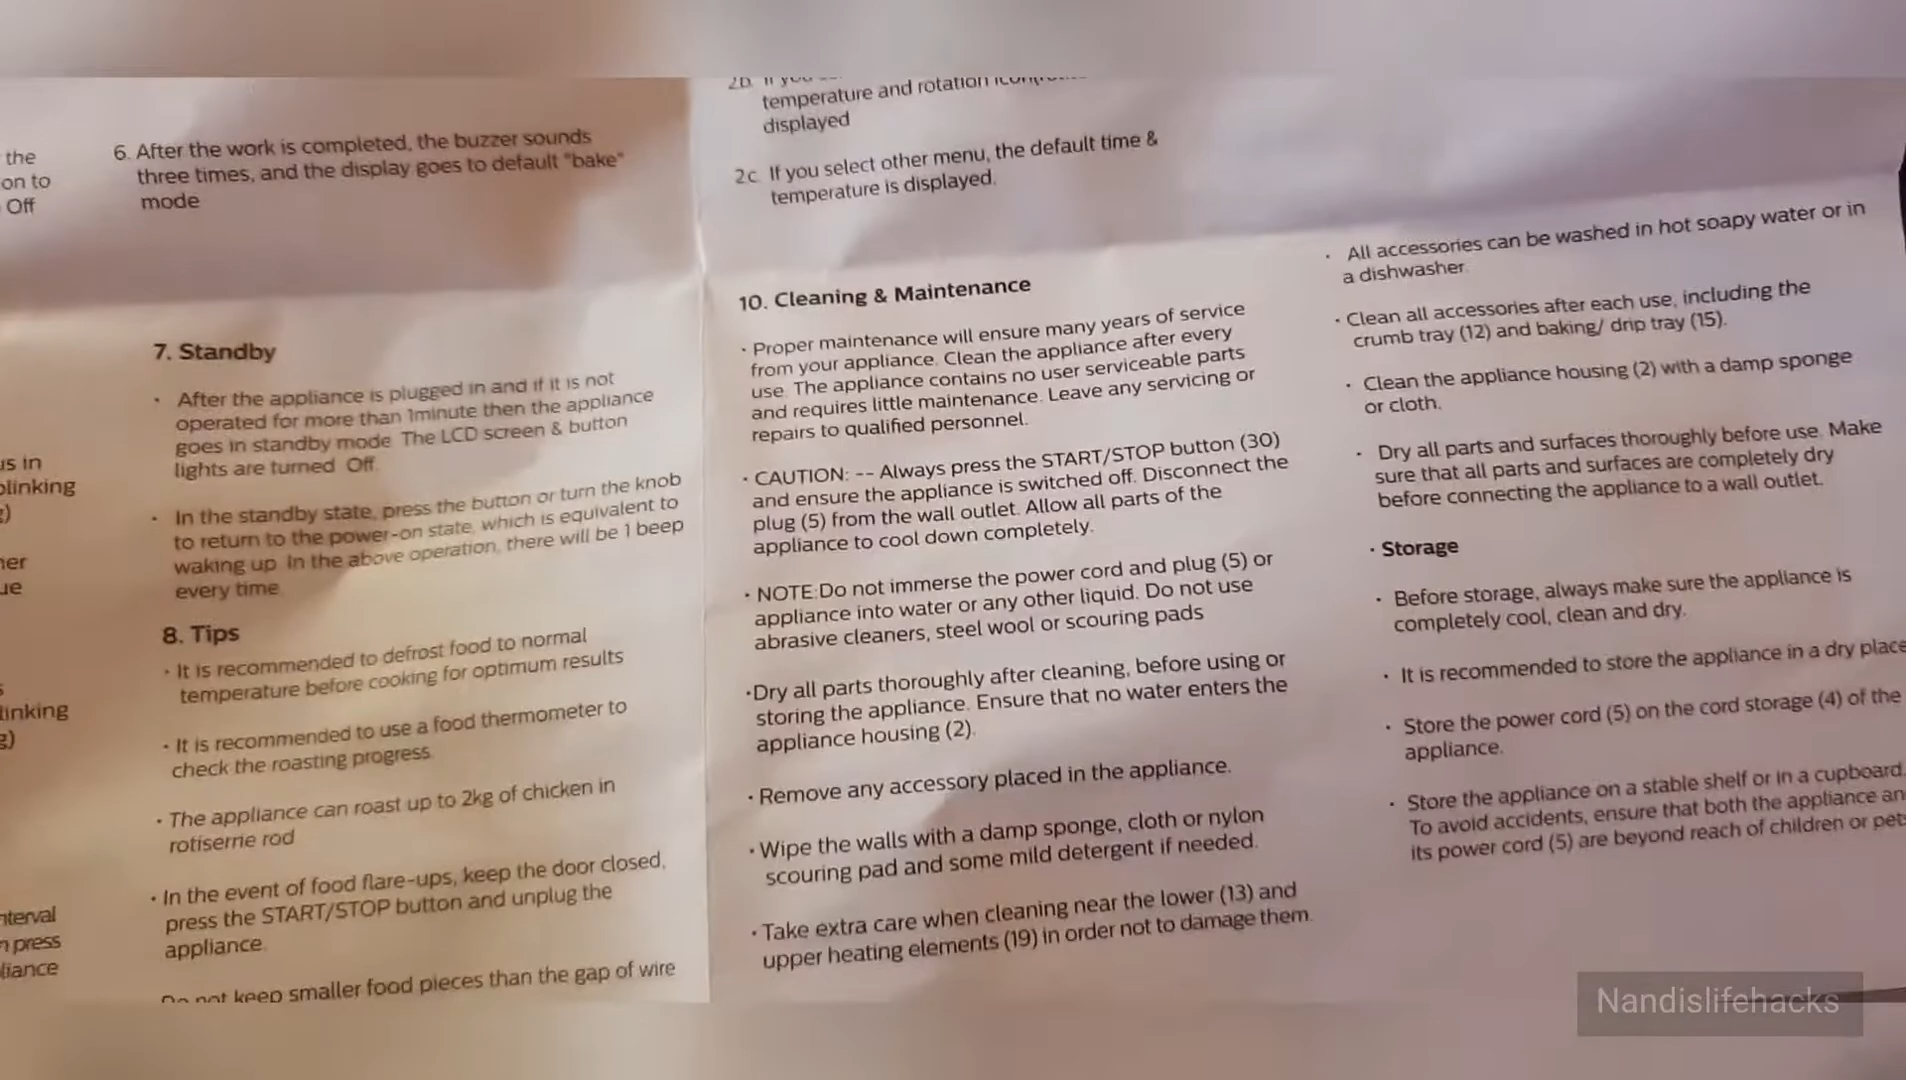 the
on to
Off
us in
blinking
g)
her
ue
s
linking
g)
nterval
n press
liance
6. After the work is completed, the buzzer sounds
three times, and the display goes to default "bake"
mode
7. Standby
• After the appliance is plugged in and if it is not
operated for more than 1minute then the appliance
goes in standby mode The LCD screen & button
lights are turned Off.
• In the standby state, press the button or turn the knob
to return to the power-on state, which is equivalent to
waking up. In the above operation, there will be 1 beep
every time.
8. Tips
• It is recommended to defrost food to normal
temperature before cooking for optimum results
• It is recommended to use a food thermometer to
check the roasting progress.
• The appliance can roast up to 2kg of chicken in
rotiserrie rod
• In the event of food flare-ups, keep the door closed,
press the START/STOP button and unplug the
appliance.
Do not keep smaller food pieces than the gap of wire
2b. If you
temperature and rotation
displayed
2c. If you select other menu, the default time &
temperature is displayed.
10. Cleaning & Maintenance
• Proper maintenance will ensure many years of service
from your appliance. Clean the appliance after every
use. The appliance contains no user serviceable parts
and requires little maintenance. Leave any servicing or
repairs to qualified personnel.
• CAUTION: -- Always press the START/STOP button (30)
and ensure the appliance is switched off. Disconnect the
plug (5) from the wall outlet. Allow all parts of the
appliance to cool down completely.
• NOTE:Do not immerse the power cord and plug (5) or
appliance into water or any other liquid. Do not use
abrasive cleaners, steel wool or scouring pads
•Dry all parts thoroughly after cleaning, before using or
storing the appliance. Ensure that no water enters the
appliance housing (2).
• Remove any accessory placed in the appliance.
• Wipe the walls with a damp sponge, cloth or nylon
scouring pad and some mild detergent if needed.
• Take extra care when cleaning near the lower (13) and
upper heating elements (19) in order not to damage them.
• All accessories can be washed in hot soapy water or in
a dishwasher.
• Clean all accessories after each use, including the
crumb tray (12) and baking/ drip tray (15).
• Clean the appliance housing (2) with a damp sponge
or cloth.
• Dry all parts and surfaces thoroughly before use. Make
sure that all parts and surfaces are completely dry
before connecting the appliance to a wall outlet.
• Storage
• Before storage, always make sure the appliance is
completely cool, clean and dry.
• It is recommended to store the appliance in a dry place
• Store the power cord (5) on the cord storage (4) of the
appliance.
• Store the appliance on a stable shelf or in a cupboard.
To avoid accidents, ensure that both the appliance an
its power cord (5) are beyond reach of children or pet
Nandislifehacks